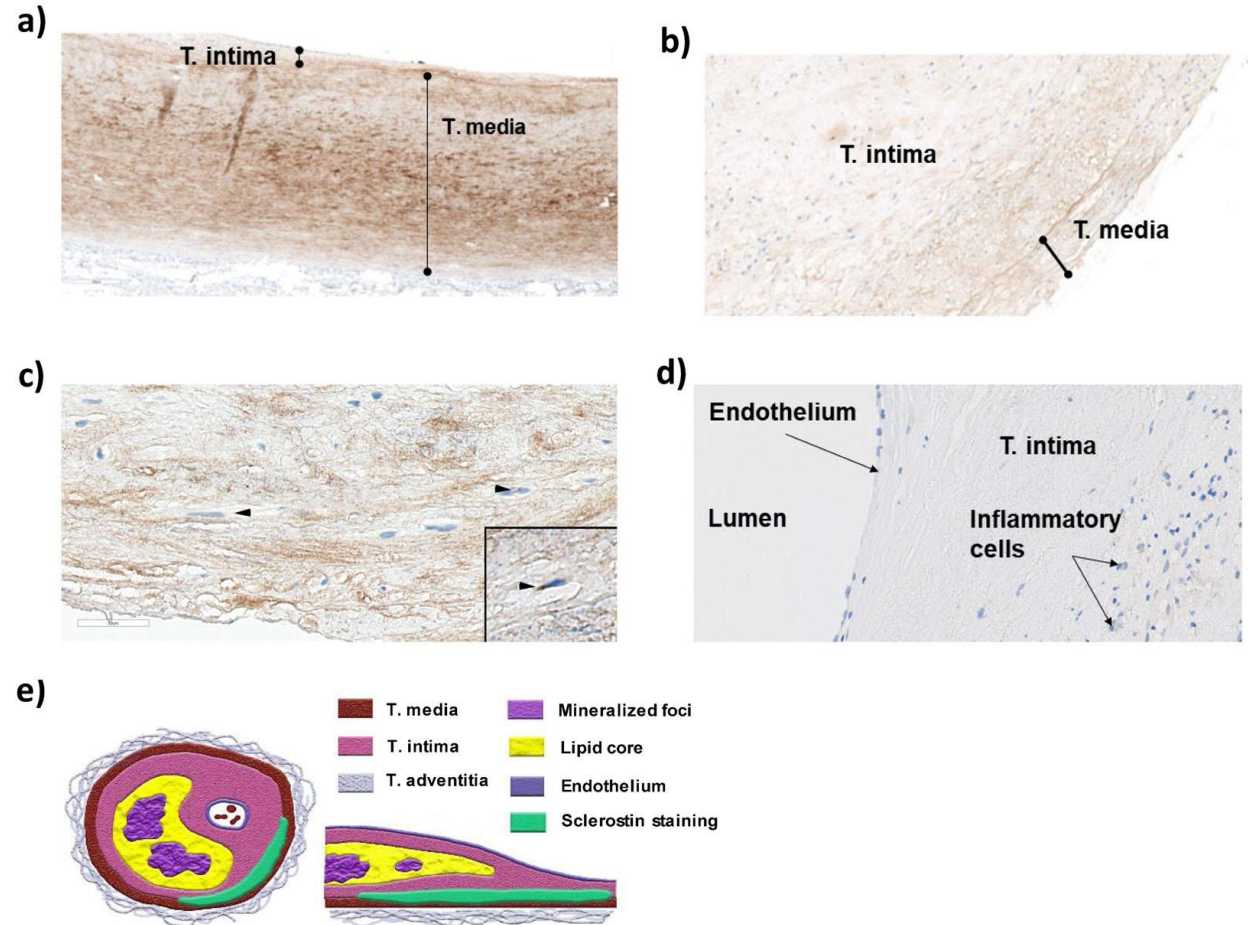 a)
T. intima
T. media
b)
T. intima
T. media
c)
d)
Endothelium
T. intima
Lumen
Inflammatory
cells
e)
T. media
T. intima
T. adventitia
Mineralized foci
Lipid core
Endothelium
Sclerostin staining